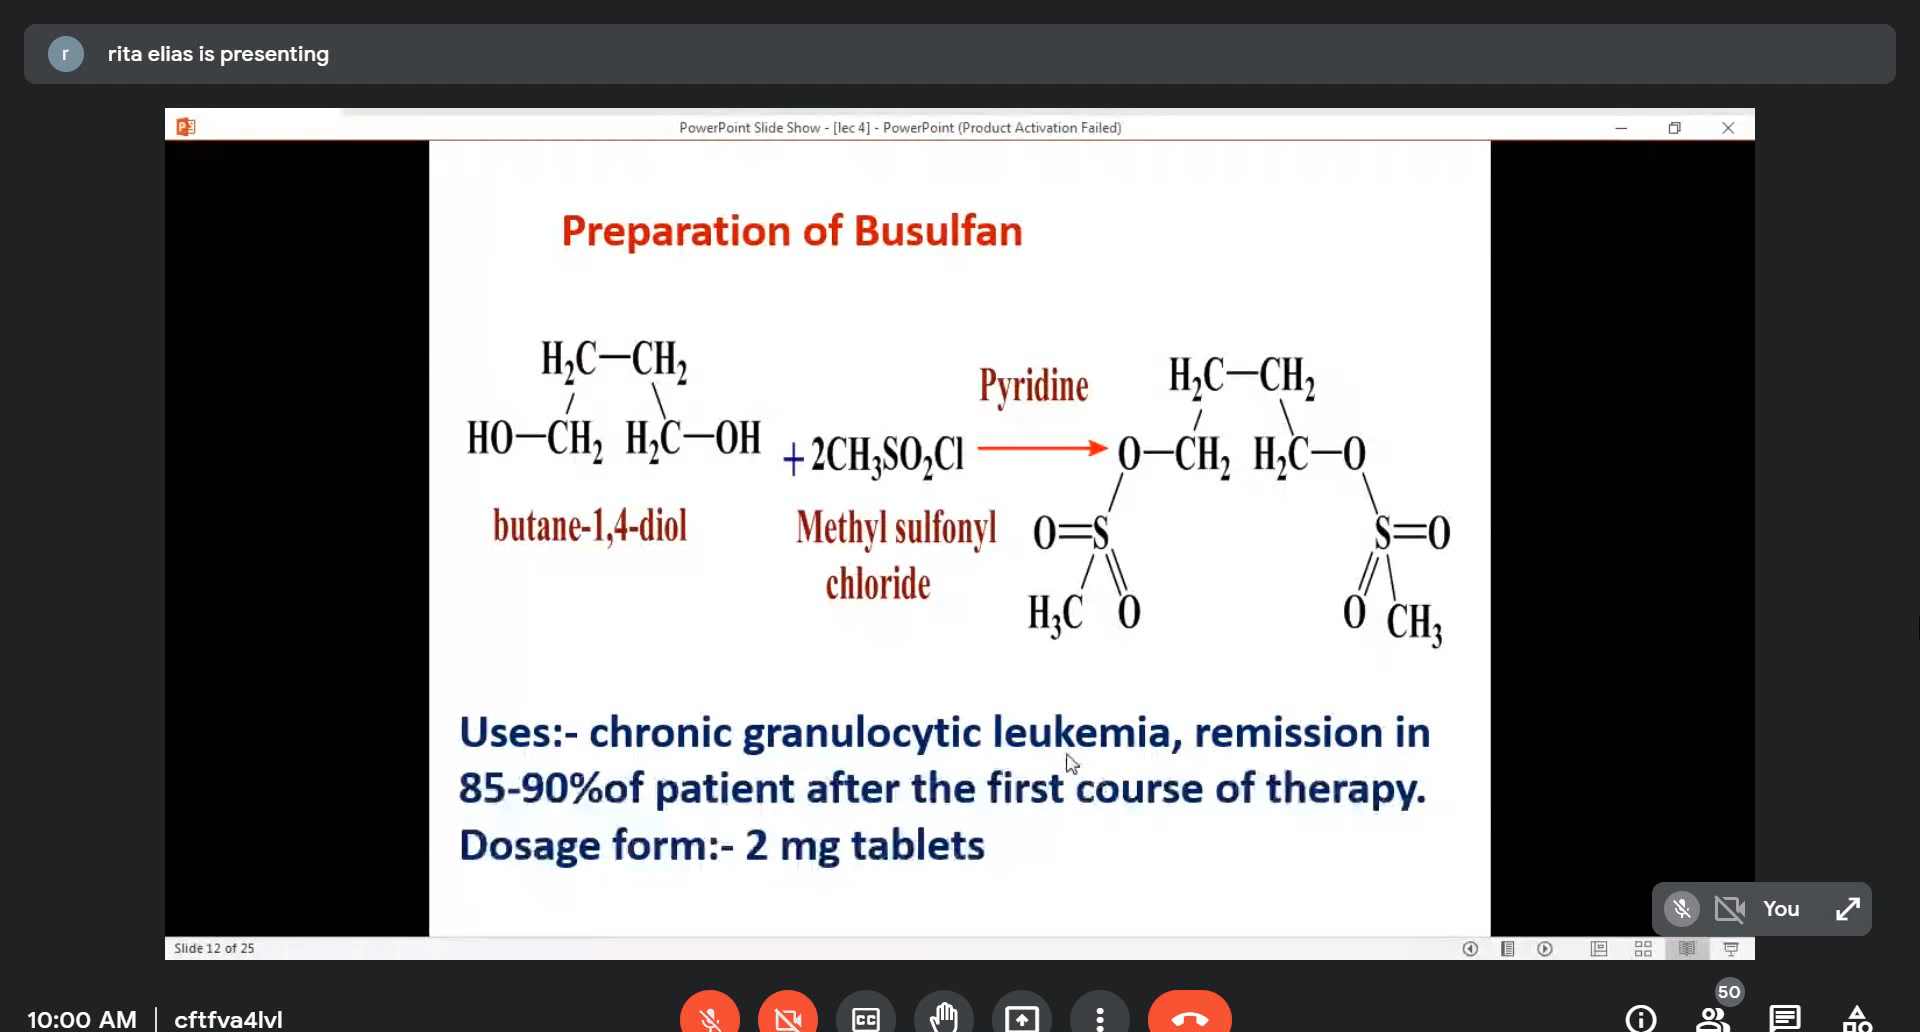 r rita elias is presenting
PowerPoint Slide Show - [lec 4] - PowerPoint (Product Activation Failed)
Preparation of Busulfan
H₂C—CH₂
HO—CH₂ H₂C—OH
+ 2CH₃SO₂Cl
Pyridine
H₂C—CH₂
O—CH₂ H₂C—O
O=S
S=O
H₃C O
O CH₃
butane-1,4-diol
Methyl sulfonyl
chloride
Uses:- chronic granulocytic leukemia, remission in
85-90%of patient after the first course of therapy.
Dosage form:- 2 mg tablets
You
Slide 12 of 25
10:00 AM | cftfva4lvl
CC
50